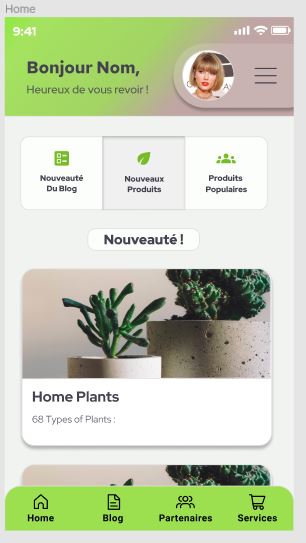 Home
9:41
Bonjour Nom,
Heureux de vous revoir !
Nouveauté
Du Blog
Nouveaux
Produits
Produits
Populaires
Nouveauté !
Home Plants
68 Types of Plants :
Home
Blog
Partenaires
Services